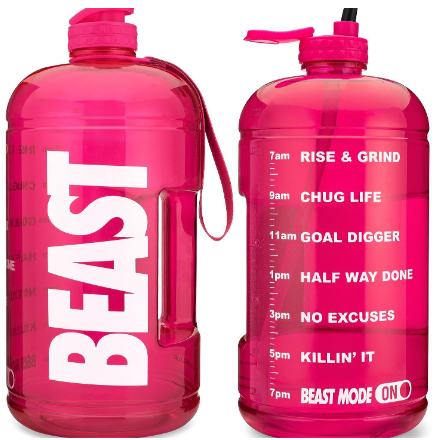 BEAST
7am RISE & GRIND
9am CHUG LIFE
11am GOAL DIGGER
1pm HALF WAY DONE
3pm NO EXCUSES
5pm KILLIN' IT
7pm BEAST MODE ON